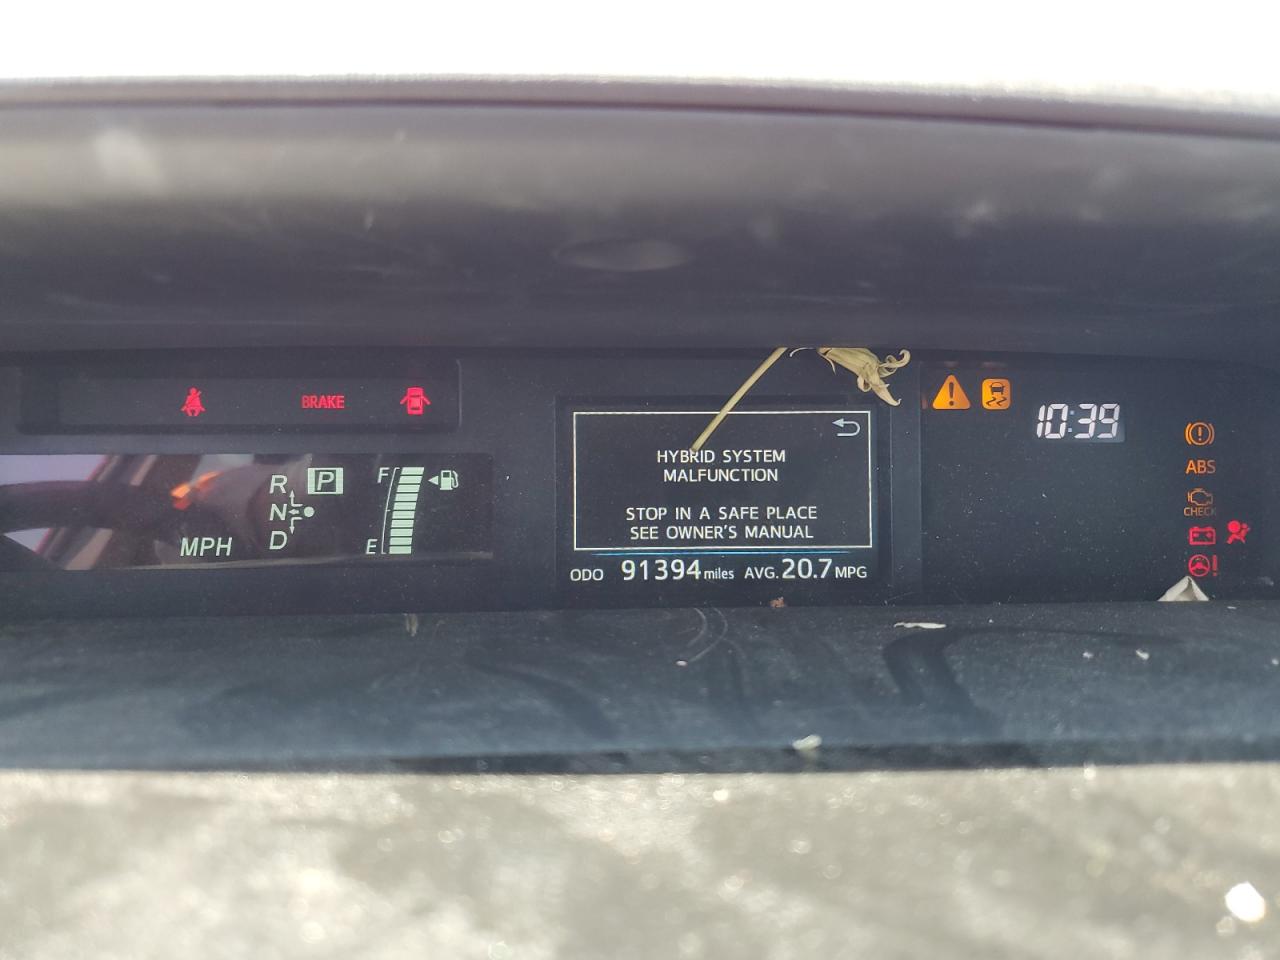 BRAKE
10:39
R P
N
D
MPH
F
E
HYBRID SYSTEM
MALFUNCTION
STOP IN A SAFE PLACE
SEE OWNER'S MANUAL
ODO 91394 miles AVG. 20.7 MPG
ABS
CHECK